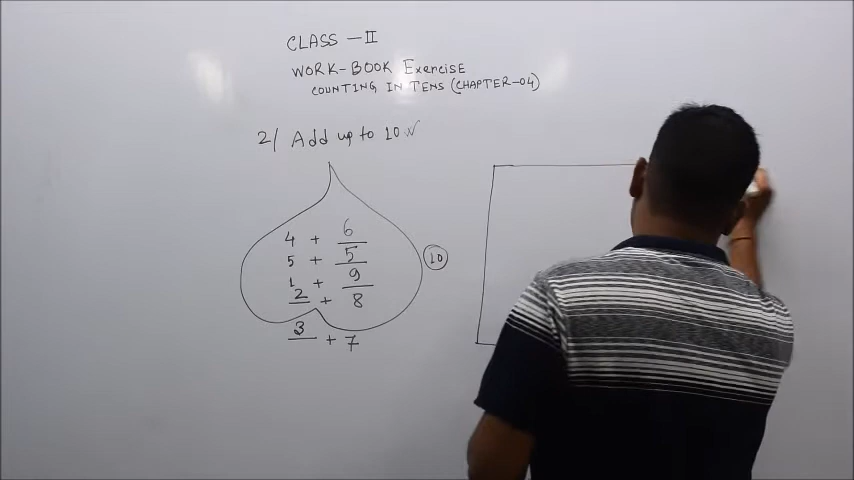 CLASS - II
WORK-BOOK Exercise
COUNTING IN TENS (CHAPTER-04)
2/ Add up to 10 ✓
4 + 6
5 + 5
10
1 + 9
2 + 8
3 + 7